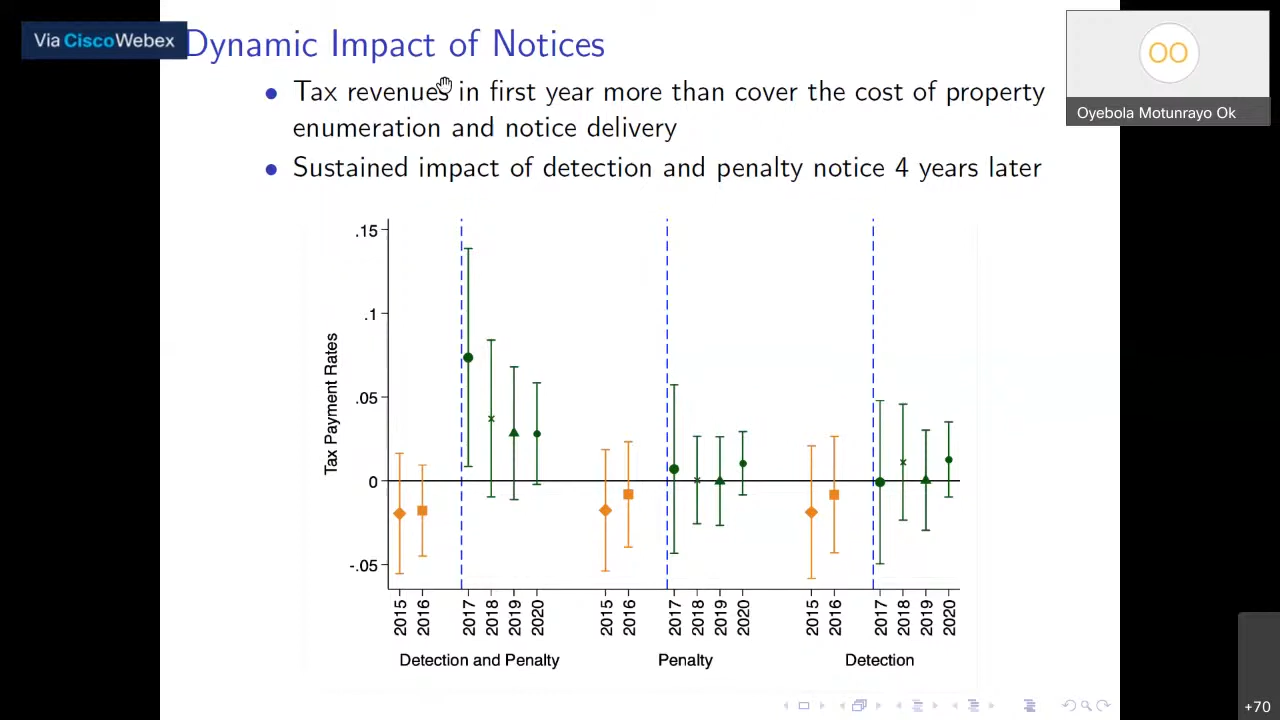 Via Cisco Webex
Dynamic Impact of Notices
OO
Oyebola Motunrayo Ok
Tax revenues in first year more than cover the cost of property
enumeration and notice delivery
Sustained impact of detection and penalty notice 4 years later
Tax Payment Rates
.15
.1
.05
0
-.05
2015 2016 2017 2018 2019 2020 2015 2016 2017 2018 2019 2020 2015 2016 2017 2018 2019 2020
Detection and Penalty Penalty Detection
+70